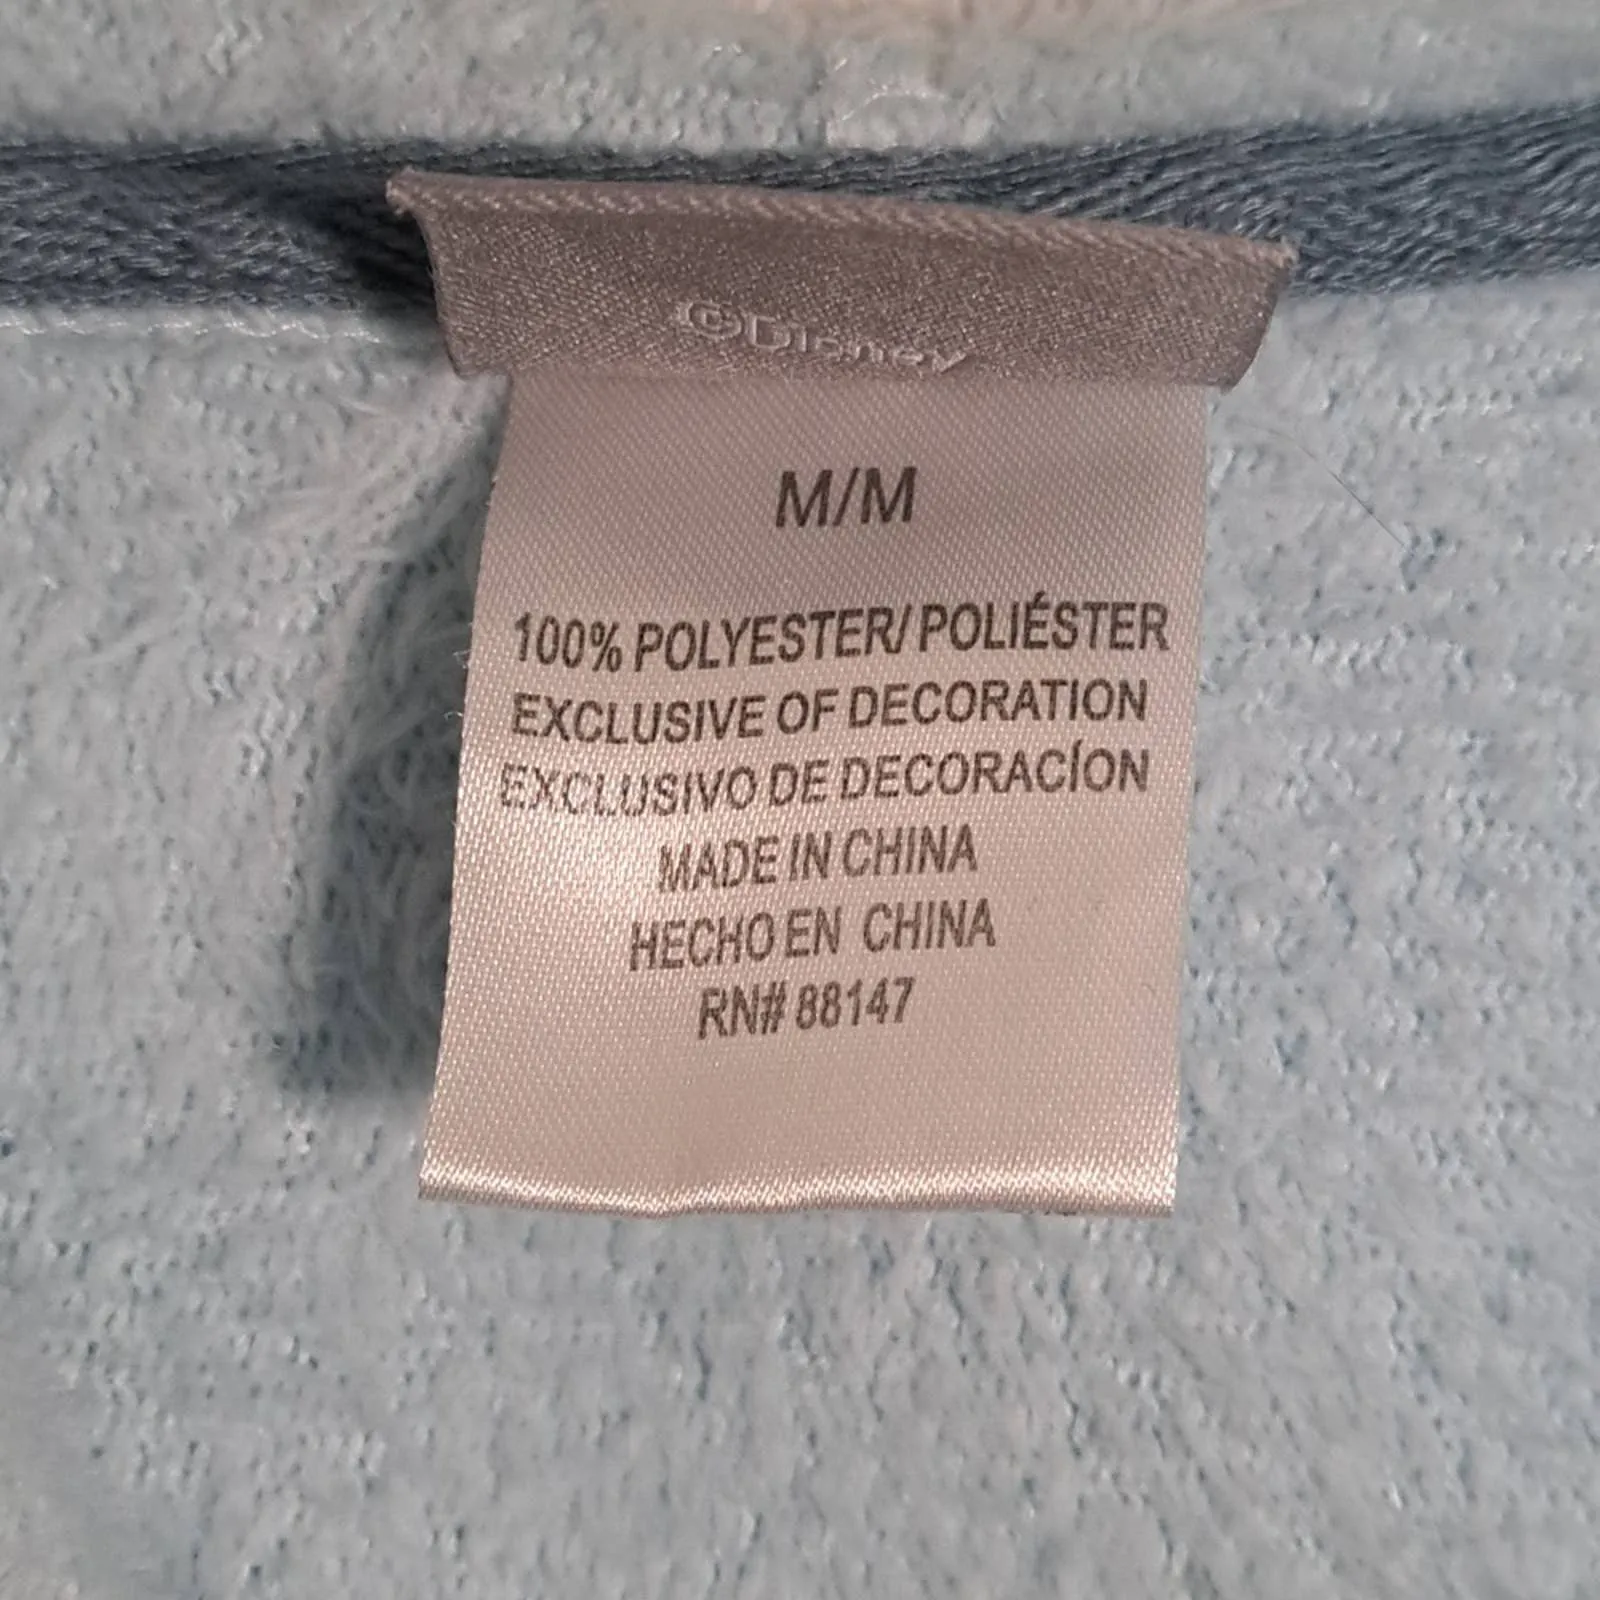 ©Disney
M/M
100% POLYESTER/ POLIÉSTER
EXCLUSIVE OF DECORATION
EXCLUSIVO DE DECORACÍON
MADE IN CHINA
HECHO EN CHINA
RN# 88147